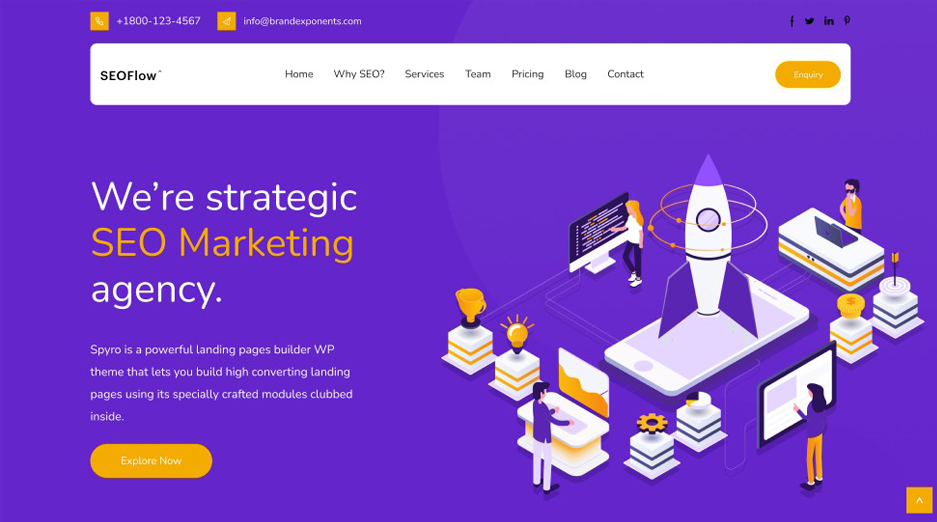 +1800-123-4567 info@brandexponents.com
SEOFlow
Home Why SEO? Services Team Pricing Blog Contact
Enquiry
We're strategic
SEO Marketing
agency.
Spyro is a powerful landing pages builder WP
theme that lets you build high converting landing
pages using its specially crafted modules clubbed
inside.
Explore Now